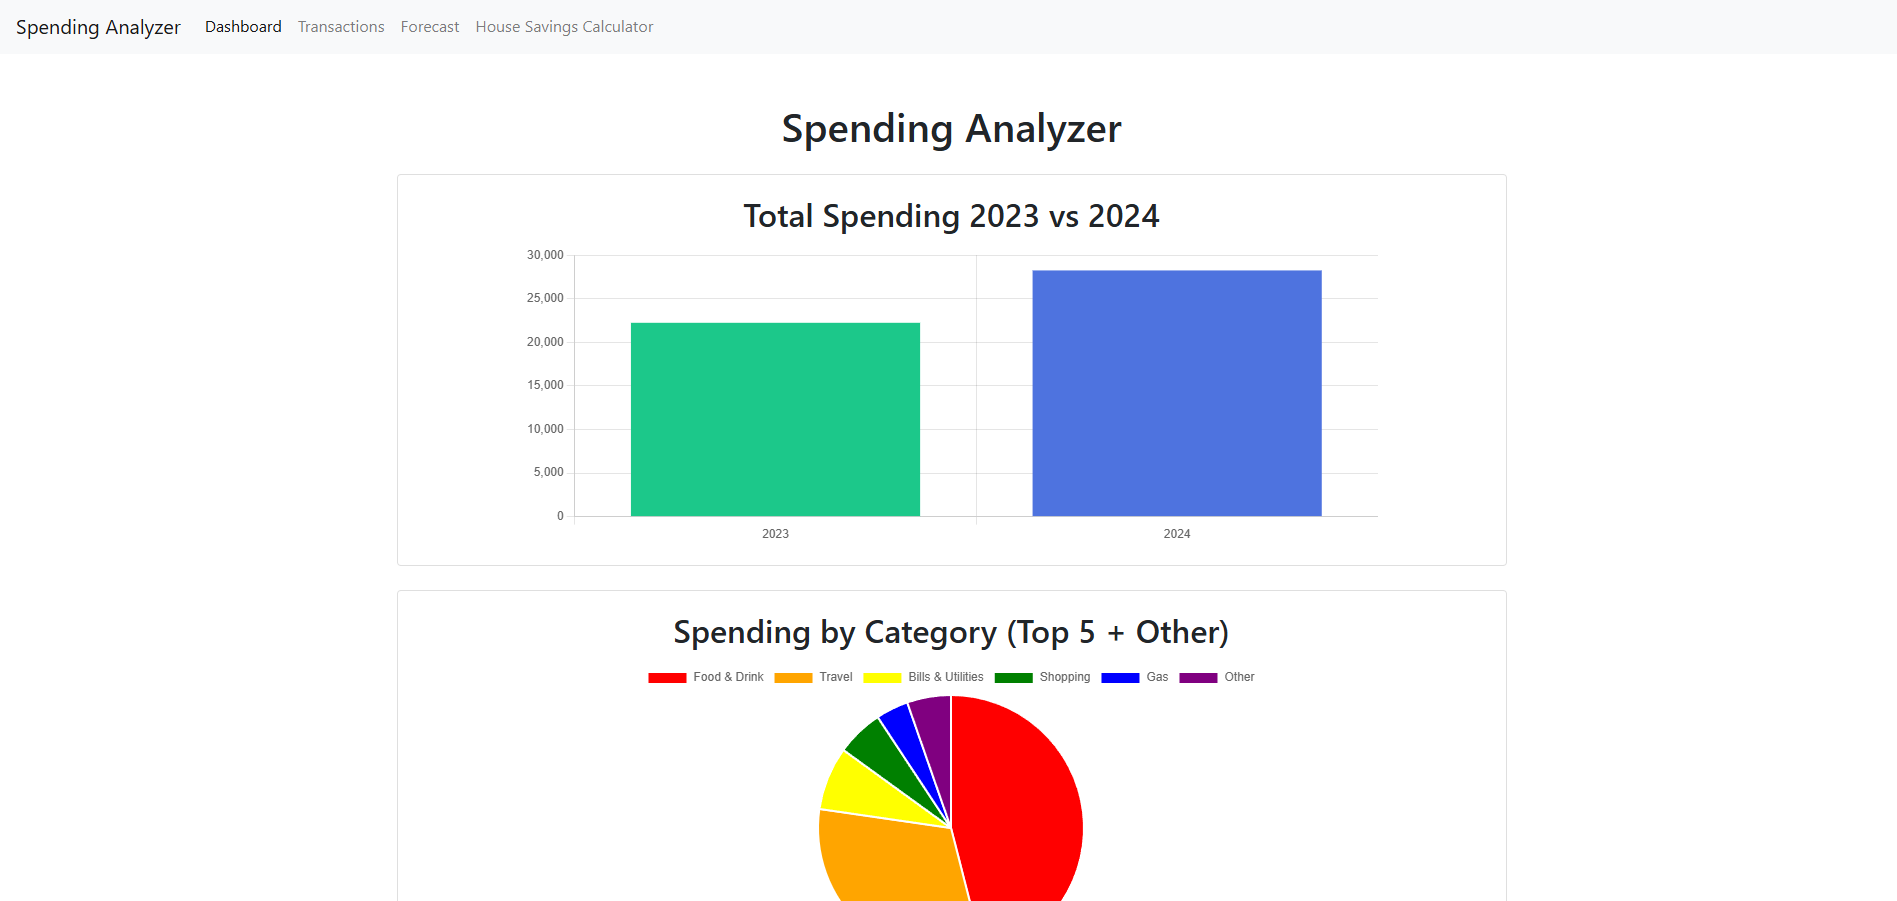 Spending Analyzer Dashboard Transactions Forecast House Savings Calculator
Spending Analyzer
Total Spending 2023 vs 2024
30,000
25,000
20,000
15,000
10,000
5,000
0
2023 2024
Spending by Category (Top 5 + Other)
Food & Drink Travel Bills & Utilities Shopping Gas Other